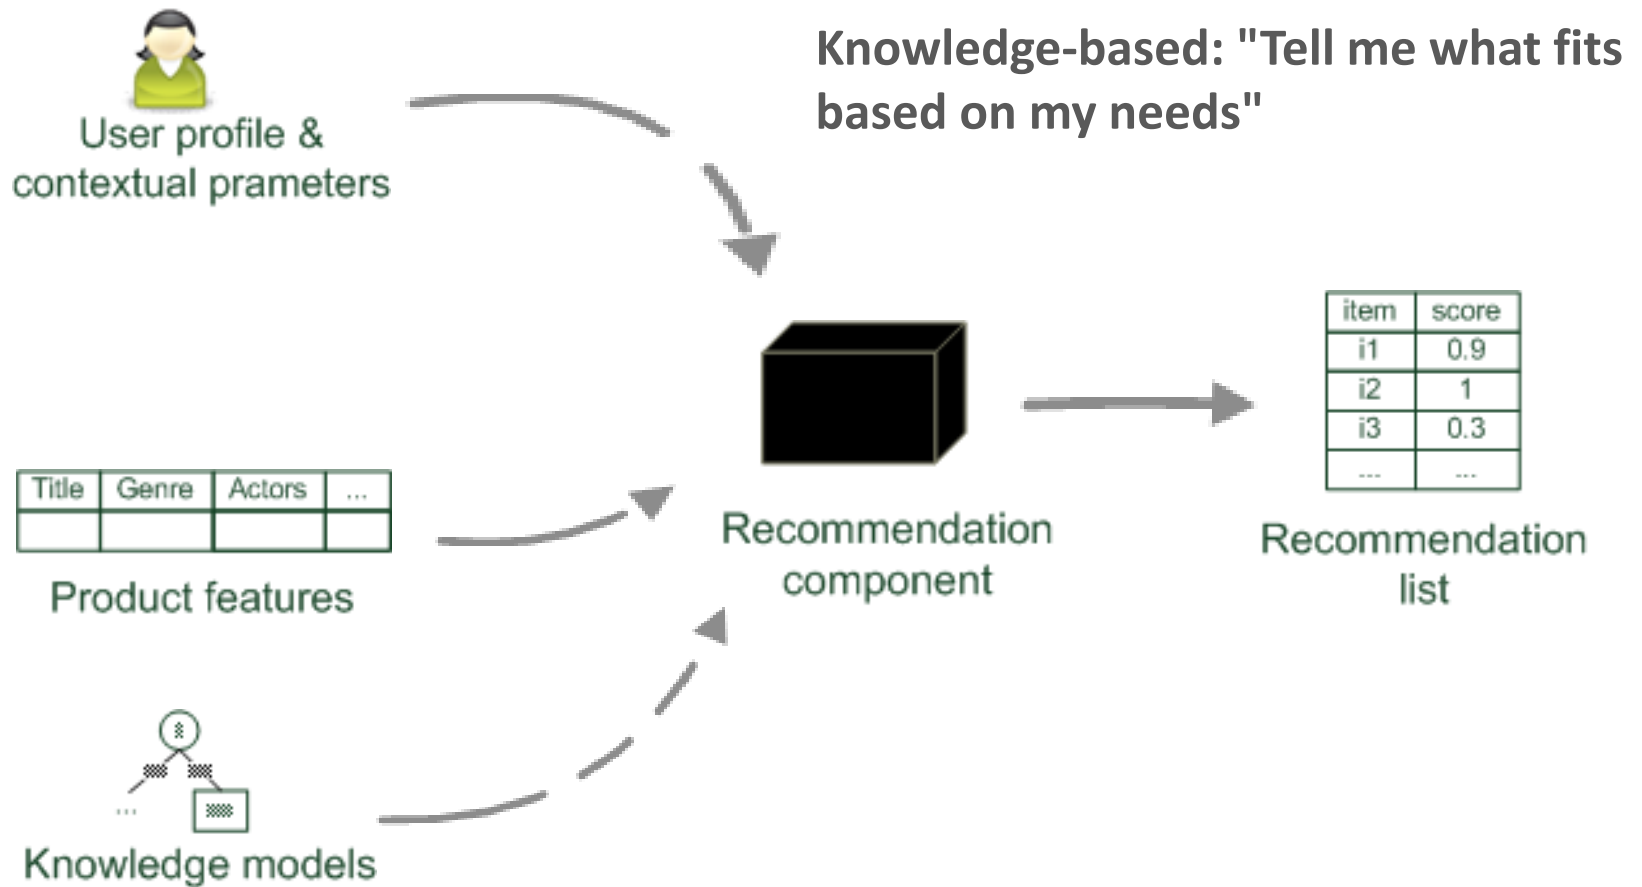 Knowledge-based: "Tell me what fits
based on my needs"
User profile &
contextual prameters
Title Genre Actors ...
Product features
...
Knowledge models
Recommendation
component
item score
i1 0.9
i2 1
i3 0.3
... ...
Recommendation
list